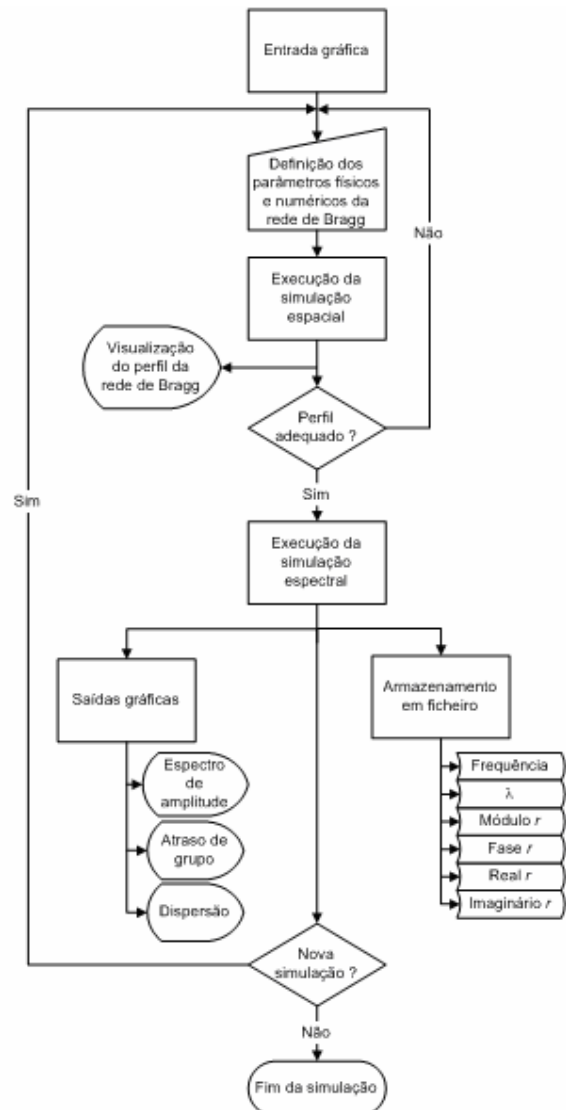 Entrada gráfica
Definição dos
parâmetros físicos
e numéricos da
rede de Bragg
Não
Execução da
simulação
espacial
Visualização
do perfil da
rede de Bragg
Perfil
adequado ?
Sim
Sim
Execução da
simulação
espectral
Saídas gráficas
Armazenamento
em ficheiro
Espectro
de
amplitude
Atraso de
grupo
Dispersão
Frequência
λ
Módulo r
Fase r
Real r
Imaginário r
Nova
simulação ?
Não
Fim da simulação